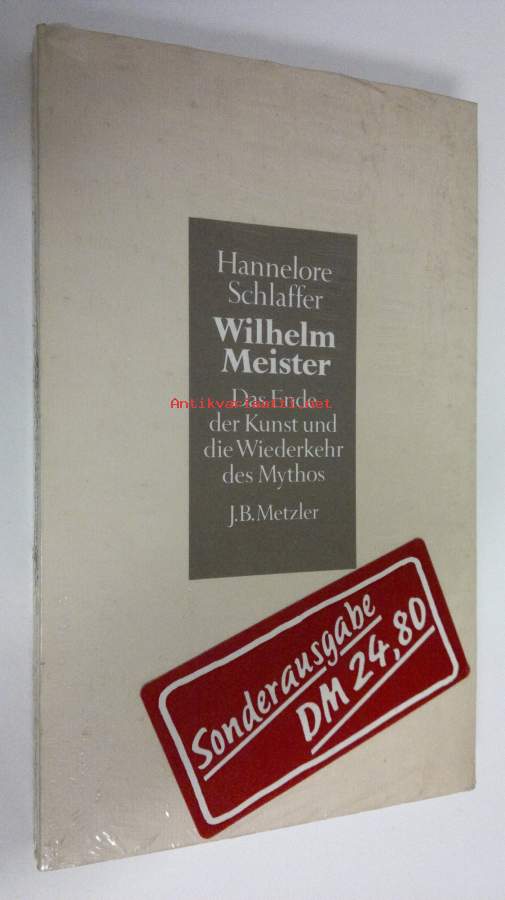 Hannelore
Schlaffer
Wilhelm
Meister
Das Ende
Antikvariaatti.net
der Kunst und
die Wiederkehr
des Mythos
J.B.Metzler
Sonderausgabe
DM 24,80